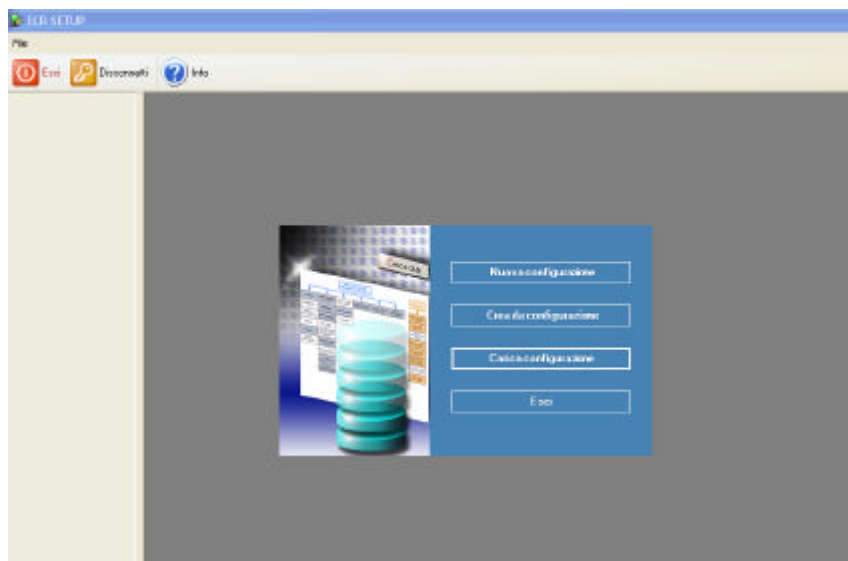 ECR SETUP
File
Esci Disconnetti Info
Nuova configurazione
Crea da configurazione
Carica configurazione
Esci